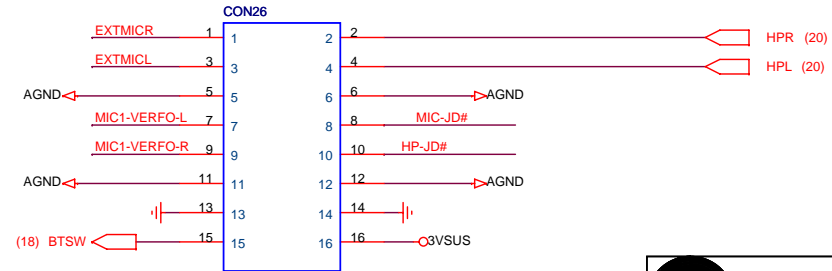 CON26
EXTMICR 1 1 2 2 HPR (20)
EXTMICL 3 3 4 4 HPL (20)
AGND 5 5 6 6 AGND
MIC1-VERFO-L 7 7 8 8 MIC-JD#
MIC1-VERFO-R 9 9 10 10 HP-JD#
AGND 11 11 12 12 AGND
13 13 14 14
(18) BTSW 15 15 16 16 3VSUS